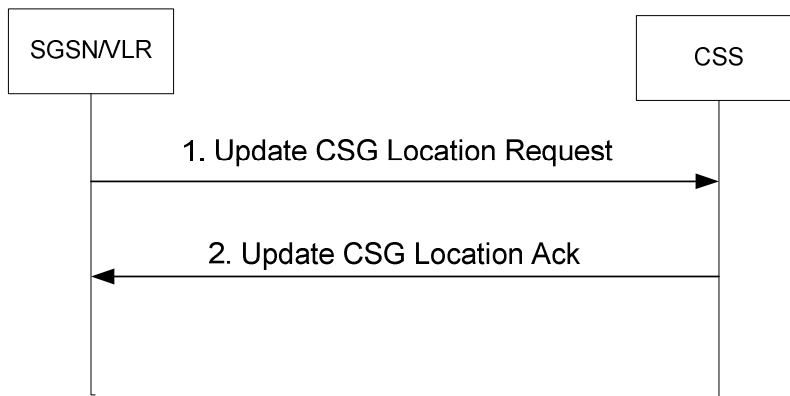 SGSN/VLR
CSS
1. Update CSG Location Request
2. Update CSG Location Ack